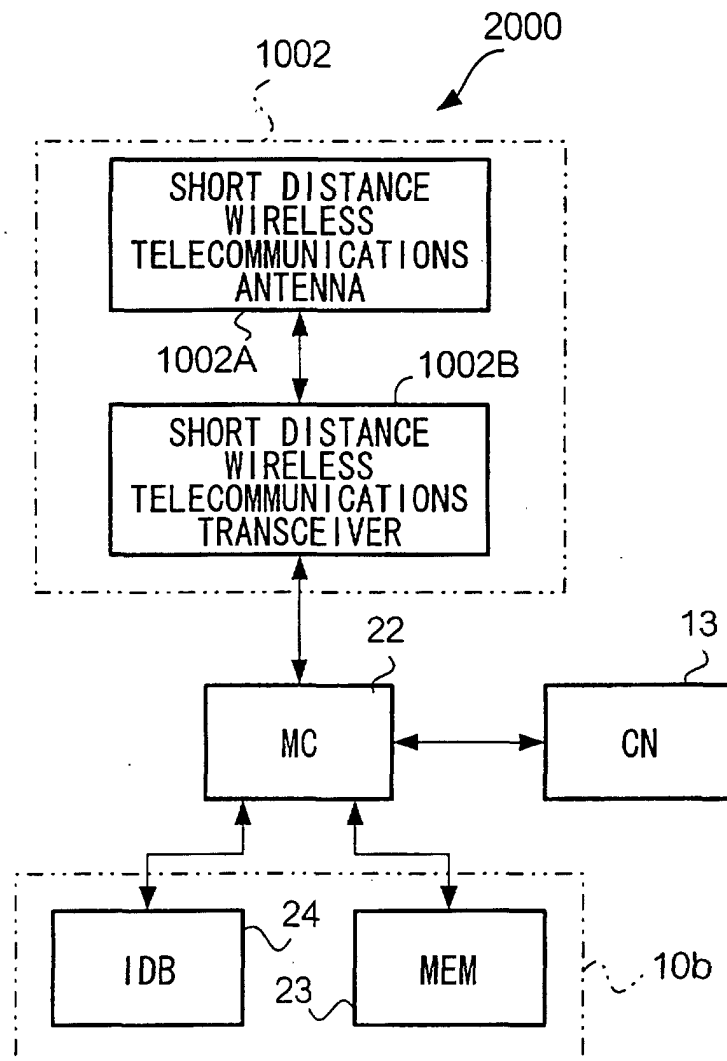 2000
1002
SHORT DISTANCE
WIRELESS
TELECOMMUNICATIONS
ANTENNA
1002A
1002B
SHORT DISTANCE
WIRELESS
TELECOMMUNICATIONS
TRANSCEIVER
22
13
MC
CN
24
IDB
MEM
23
10b